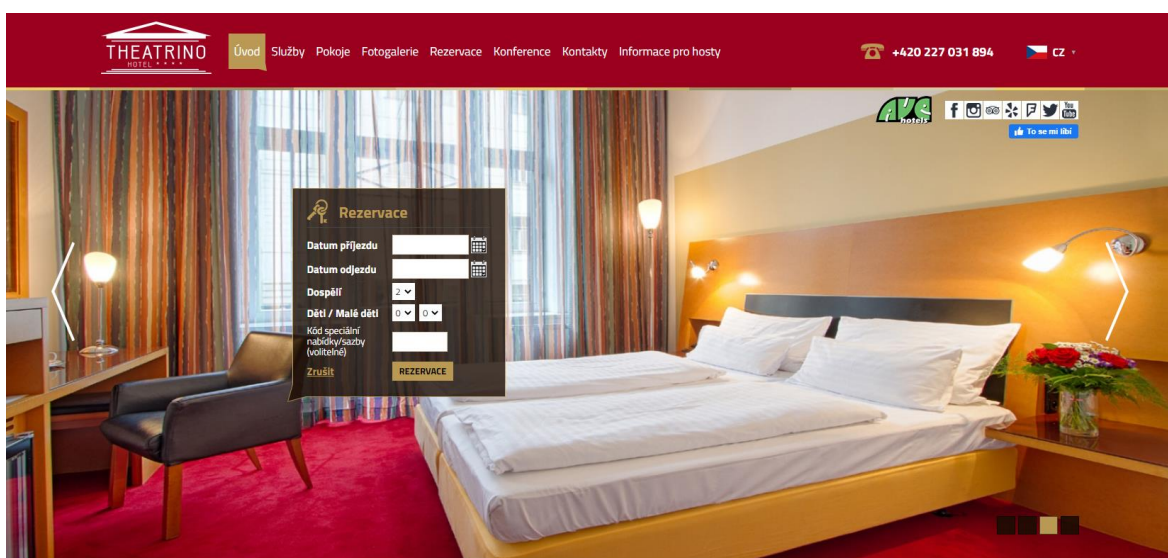 THEATRINO
HOTEL ★★★★
Úvod Služby Pokoje Fotogalerie Rezervace Konference Kontakty Informace pro hosty
+420 227 031 894
CZ
AVE
hotels
You
Tube
To se mi líbí
Rezervace
Datum příjezdu
Datum odjezdu
Dospělí 2
Děti / Malé děti 0 0
Kód speciální
nabídky/sazby
(volitelné)
Zrušit REZERVACE